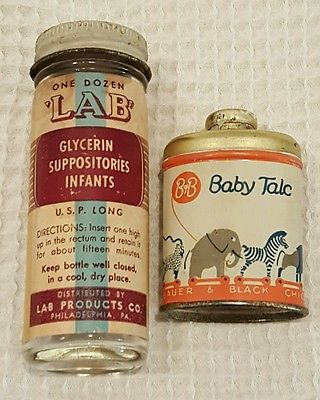 ONE DOZEN
'LAB'
GLYCERIN
SUPPOSITORIES
INFANTS
U.S.P. LONG
DIRECTIONS: Insert one high
up in the rectum and retain it
for about fifteen minutes.
Keep bottle well closed,
in a cool, dry place.
DISTRIBUTED BY
LAB PRODUCTS CO.
PHILADELPHIA, PA.
B&B
Baby Talc
AUER & BLACK CHIC